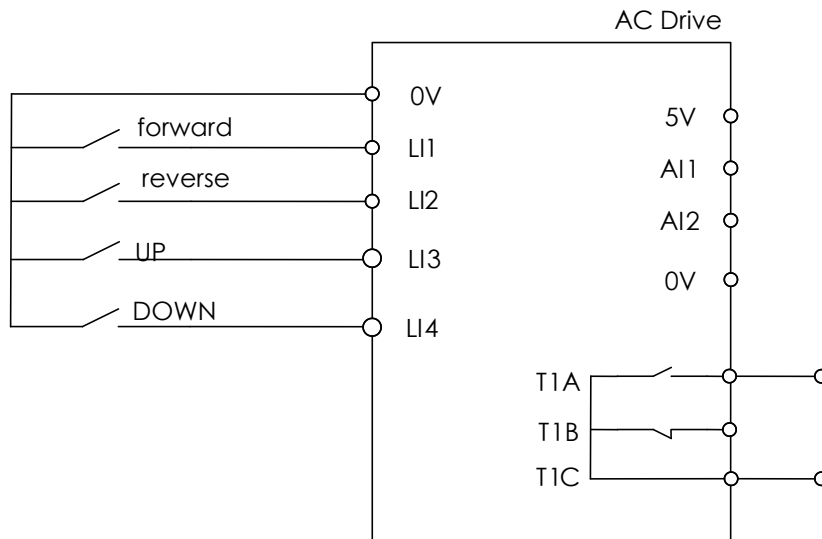 AC Drive
0V
forward
LI1
reverse
LI2
UP
LI3
DOWN
LI4
5V
AI1
AI2
0V
T1A
T1B
T1C